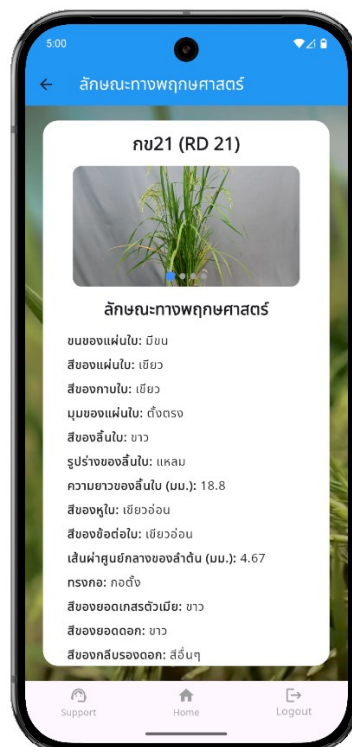 5:00
ลักษณะทางพฤกษศาสตร์
กข21 (RD 21)
ลักษณะทางพฤกษศาสตร์
ขนของแผ่นใบ: มีขน
สีของแผ่นใบ: เขียว
สีของกาบใบ: เขียว
มุมของแผ่นใบ: ตั้งตรง
สีของลิ้นใบ: ขาว
รูปร่างของลิ้นใบ: แหลม
ความยาวของลิ้นใบ (มม.): 18.8
สีของหูใบ: เขียวอ่อน
สีของข้อต่อใบ: เขียวอ่อน
เส้นผ่าศูนย์กลางของลำต้น (มม.): 4.67
ทรงกอ: กอตั้ง
สีของยอดเกสรตัวเมีย: ขาว
สีของยอดดอก: ขาว
สีของกลีบรองดอก: สีอื่นๆ
Support
Home
Logout